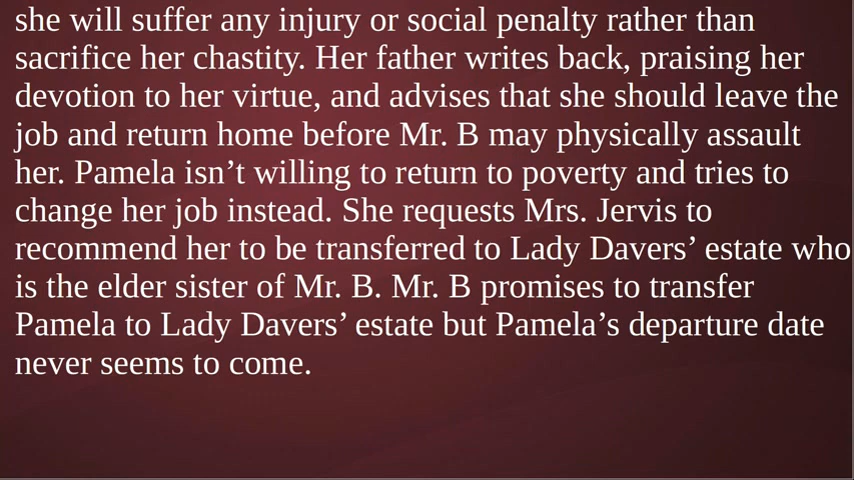 she will suffer any injury or social penalty rather than
sacrifice her chastity. Her father writes back, praising her
devotion to her virtue, and advises that she should leave the
job and return home before Mr. B may physically assault
her. Pamela isn’t willing to return to poverty and tries to
change her job instead. She requests Mrs. Jervis to
recommend her to be transferred to Lady Davers’ estate who
is the elder sister of Mr. B. Mr. B promises to transfer
Pamela to Lady Davers’ estate but Pamela’s departure date
never seems to come.